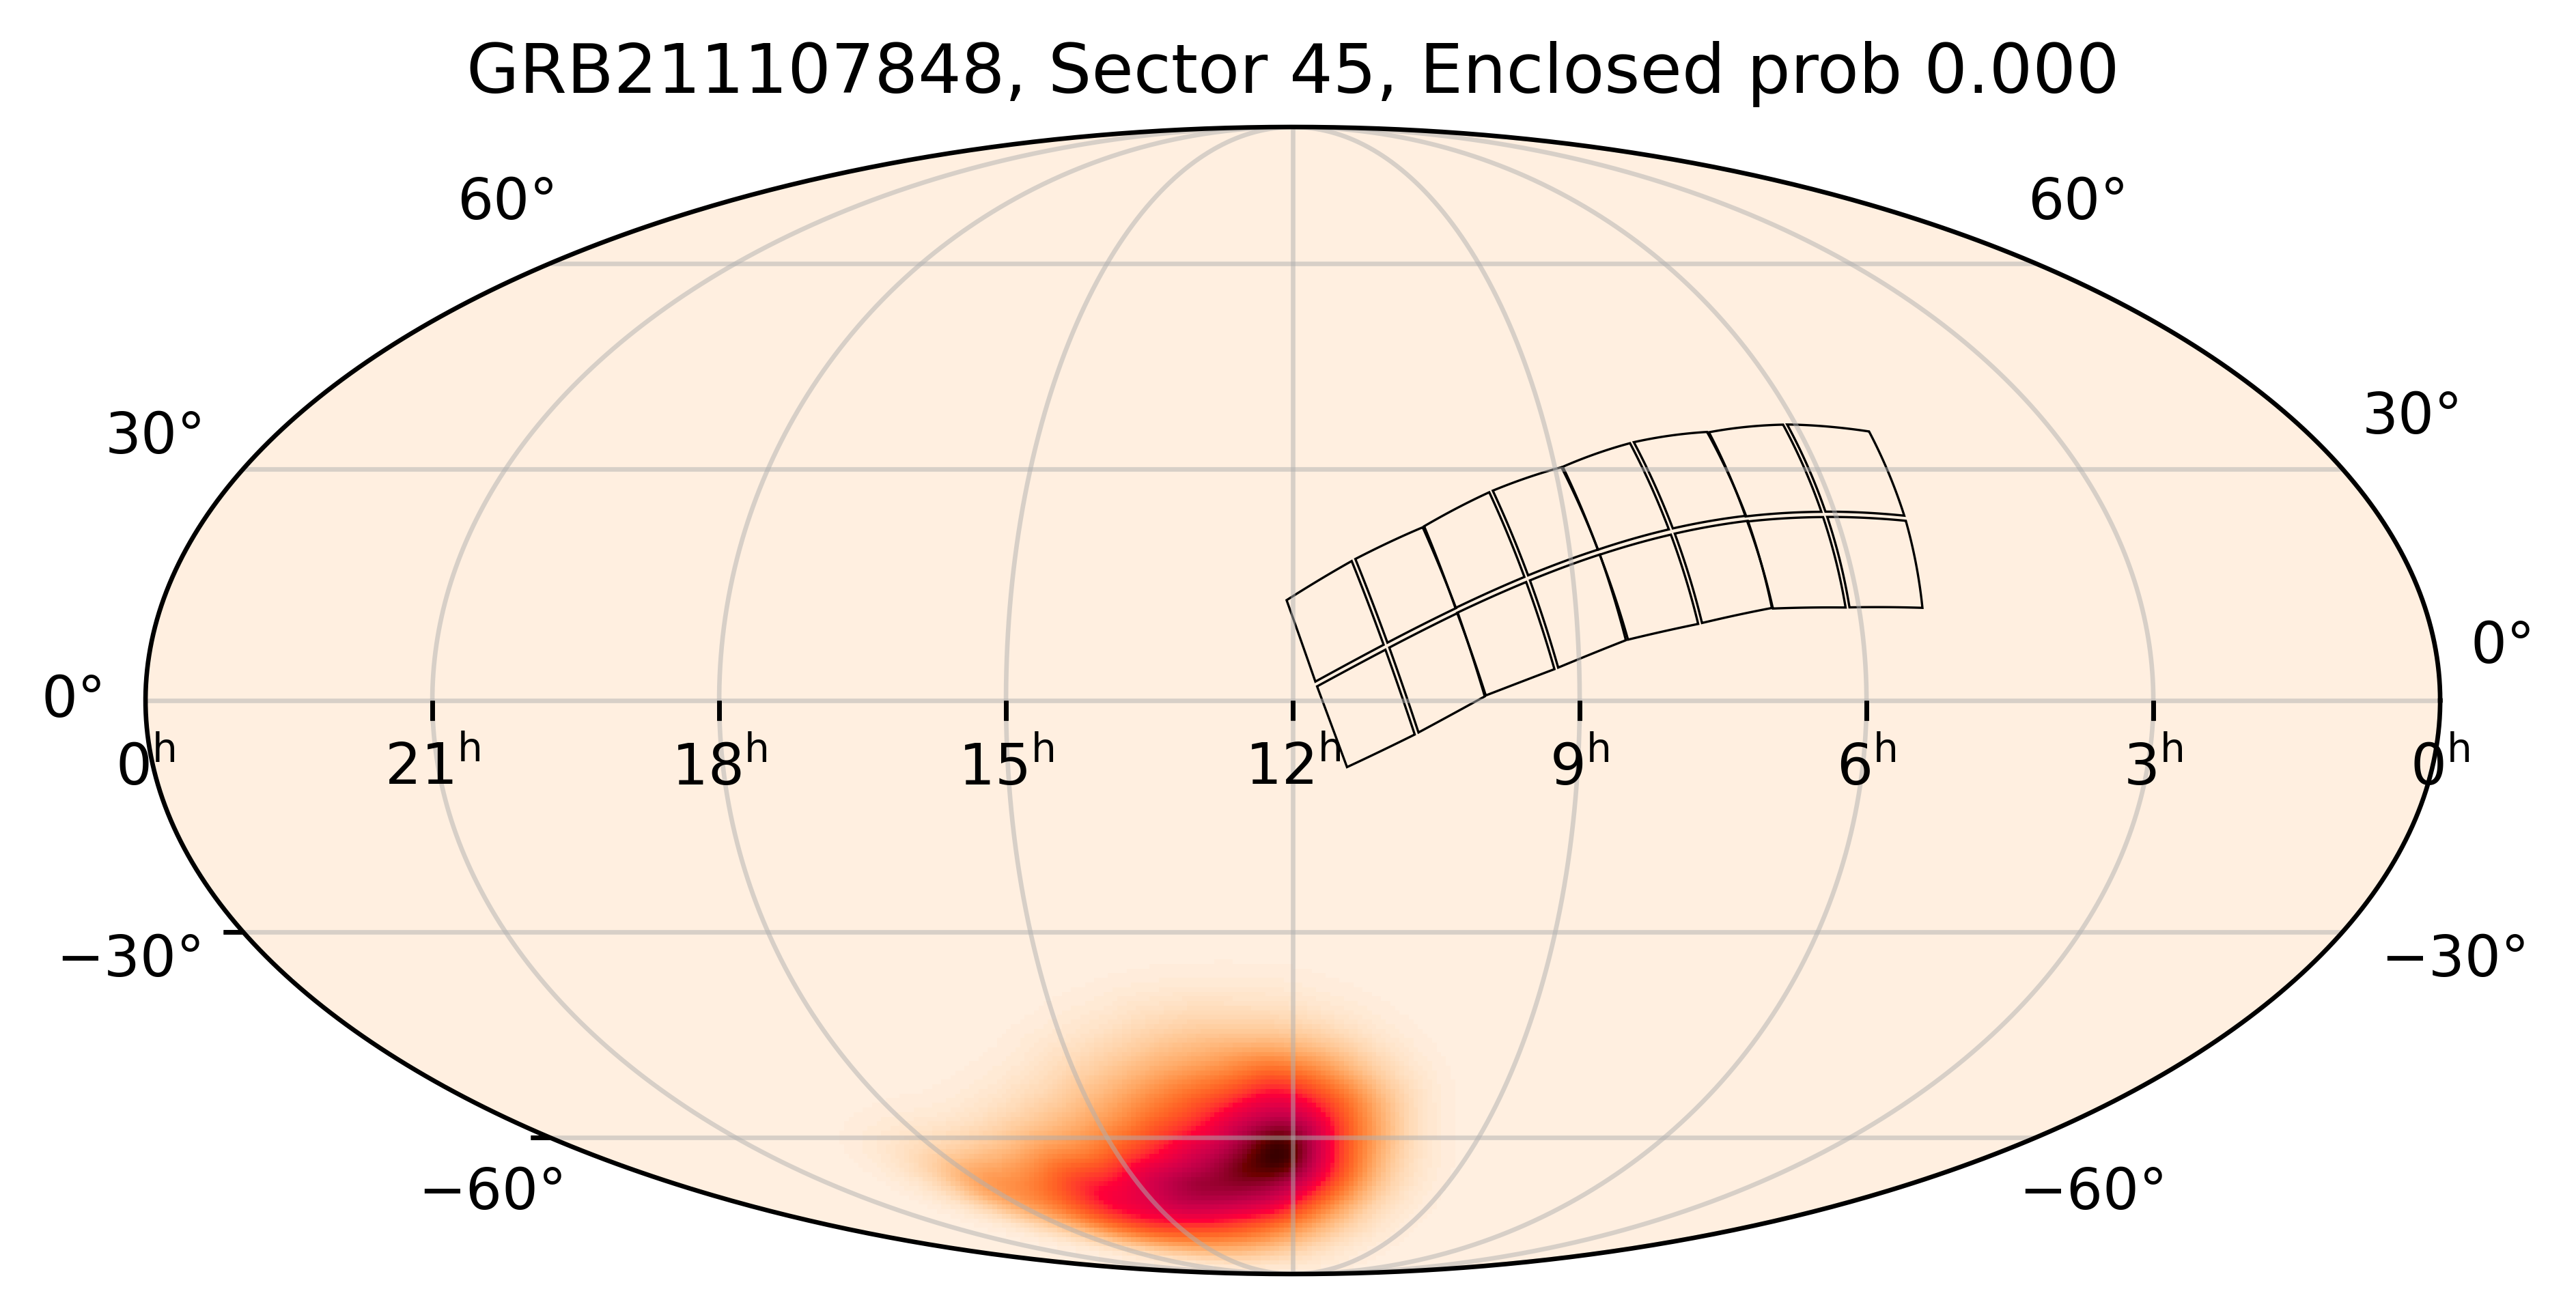 GRB211107848, Sector 45, Enclosed prob 0.000
60° 60°
30° 30°
0° 0°
0ʰ 21ʰ 18ʰ 15ʰ 12ʰ 9ʰ 6ʰ 3ʰ 0ʰ
−30° −30°
−60° −60°